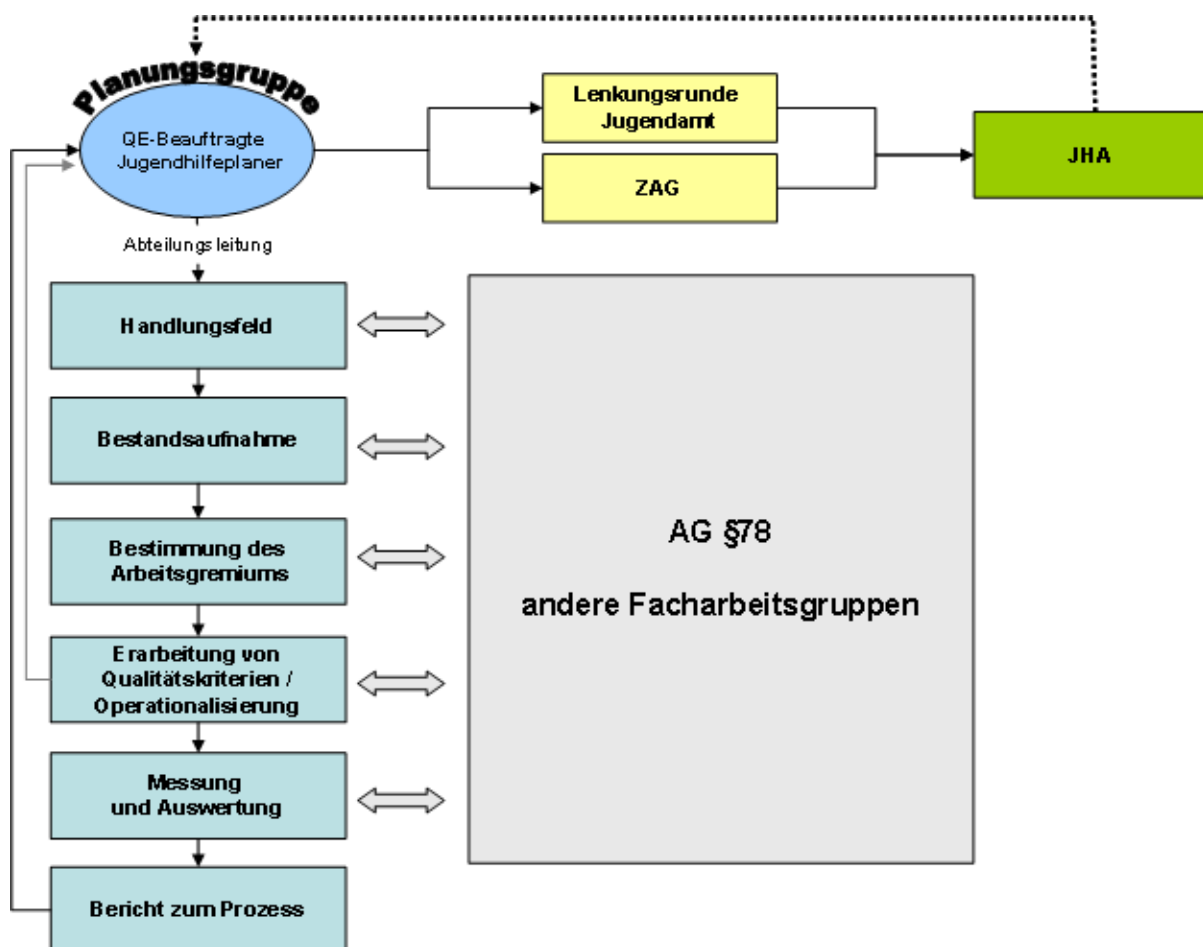 Planungsgruppe
QE-Beauftragte
Jugendhilfeplaner
Lenkungsrunde
Jugendamt
ZAG
JHA
Abteilungsleitung
Handlungsfeld
Bestandsaufnahme
Bestimmung des
Arbeitsgremiums
Erarbeitung von
Qualitätskriterien /
Operationalisierung
Messung
und Auswertung
Bericht zum Prozess
AG §78
andere Facharbeitsgruppen